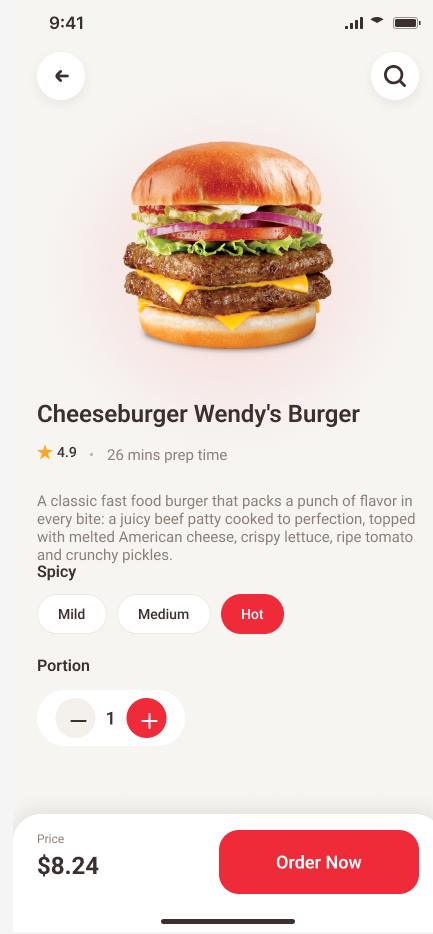 9:41
Cheeseburger Wendy's Burger
4.9 • 26 mins prep time
A classic fast food burger that packs a punch of flavor in
every bite: a juicy beef patty cooked to perfection, topped
with melted American cheese, crispy lettuce, ripe tomato
and crunchy pickles.
Spicy
Mild Medium Hot
Portion
− 1 +
Price
$8.24
Order Now